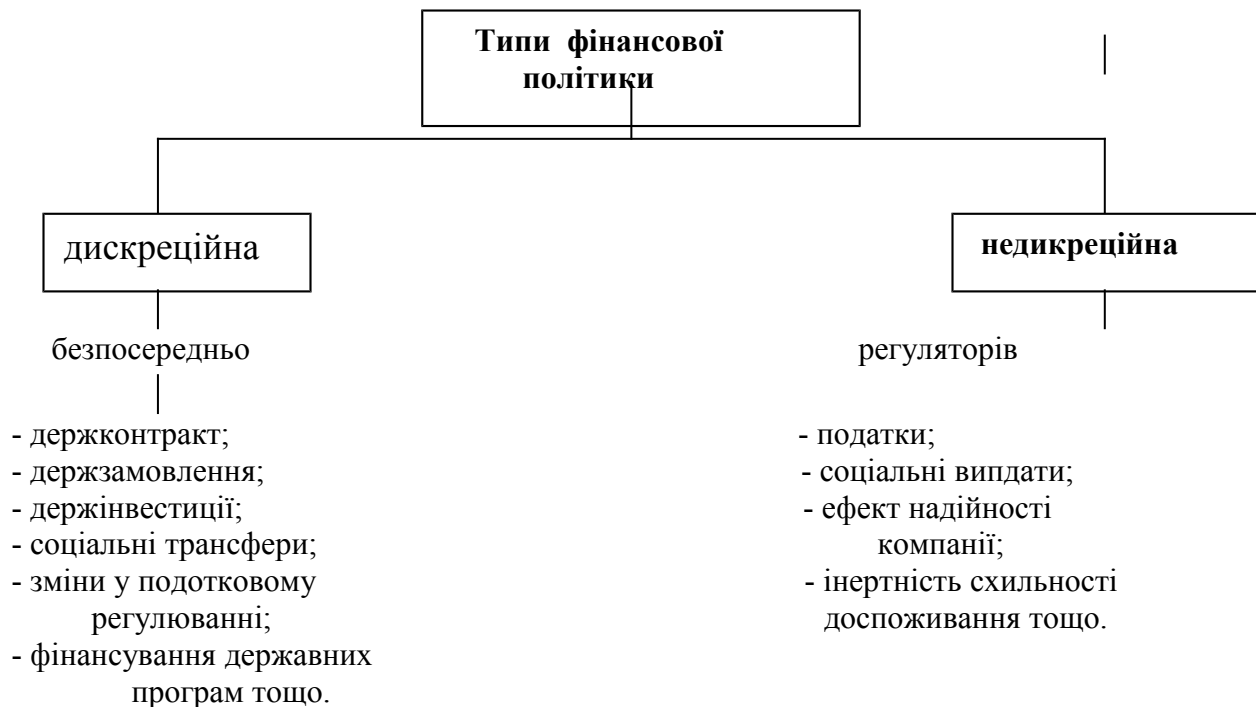 Типи фінансової
політики
дискреційна
недикреційна
безпосередньо
регуляторів
- держконтракт;
- держзамовлення;
- держінвестиції;
- соціальні трансфери;
- зміни у подотковому
регулюванні;
- фінансування державних
програм тощо.
- податки;
- соціальні випдати;
- ефект надійності
компанії;
- інертність схильності
доспоживання тощо.